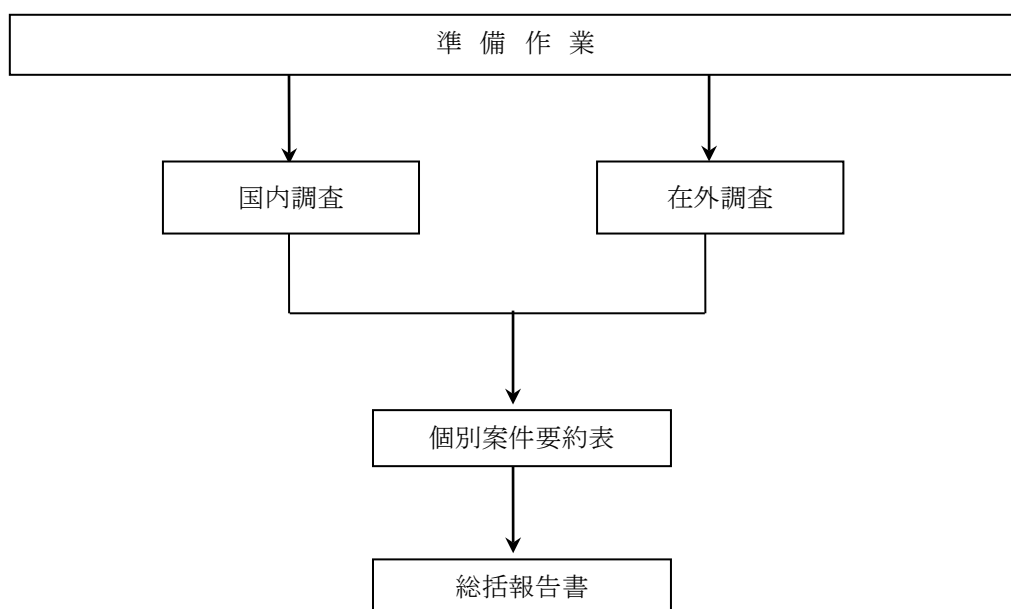 準 備 作 業
国内調査
在外調査
個別案件要約表
総括報告書